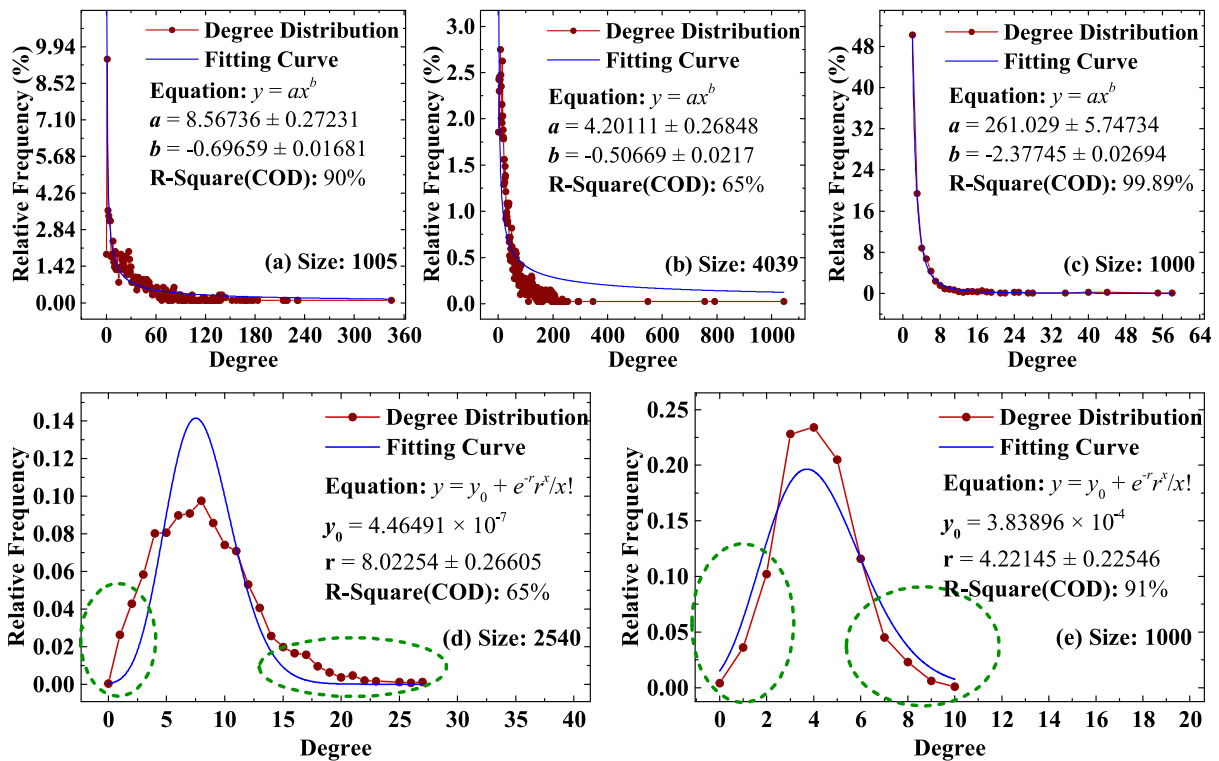 Degree Distribution
Fitting Curve
Equation: y = ax^b
a = 8.56736 ± 0.27231
b = -0.69659 ± 0.01681
R-Square(COD): 90%
(a) Size: 1005
Relative Frequency (%)
9.94
8.52
7.10
5.68
4.26
2.84
1.42
0.00
0 60 120 180 240 300 360
Degree
Degree Distribution
Fitting Curve
Equation: y = ax^b
a = 4.20111 ± 0.26848
b = -0.50669 ± 0.0217
R-Square(COD): 65%
(b) Size: 4039
Relative Frequency (%)
3.0
2.5
2.0
1.5
1.0
0.5
0.0
0 200 400 600 800 1000
Degree
Degree Distribution
Fitting Curve
Equation: y = ax^b
a = 261.029 ± 5.74734
b = -2.37745 ± 0.02694
R-Square(COD): 99.89%
(c) Size: 1000
Relative Frequency (%)
48
40
32
24
16
8
0
0 8 16 24 32 40 48 56 64
Degree
Degree Distribution
Fitting Curve
Equation: y = y₀ + e^-r r^x/x!
y₀ = 4.46491 × 10^-7
r = 8.02254 ± 0.26605
R-Square(COD): 65%
(d) Size: 2540
Relative Frequency
0.14
0.12
0.10
0.08
0.06
0.04
0.02
0.00
0 5 10 15 20 25 30 35 40
Degree
Degree Distribution
Fitting Curve
Equation: y = y₀ + e^-r r^x/x!
y₀ = 3.83896 × 10^-4
r = 4.22145 ± 0.22546
R-Square(COD): 91%
(e) Size: 1000
Relative Frequency
0.25
0.20
0.15
0.10
0.05
0.00
0 2 4 6 8 10 12 14 16 18 20
Degree